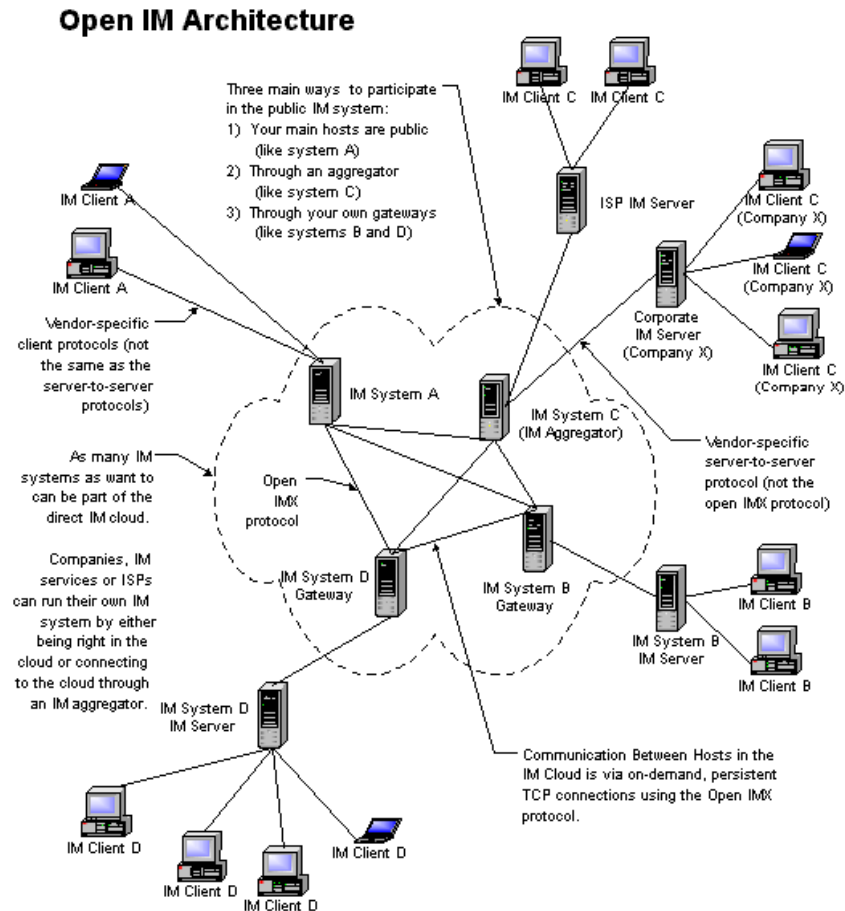 Open IM Architecture
Three main ways to participate
in the public IM system:
1) Your main hosts are public
(like system A)
2) Through an aggregator
(like system C)
3) Through your own gateways
(like systems B and D)
IM Client C
IM Client C
ISP IM Server
IM Client A
IM Client A
IM Client C
(Company X)
IM Client C
(Company X)
IM Client C
(Company X)
Corporate
IM Server
(Company X)
Vendor-specific
client protocols (not
the same as the
server-to-server
protocols)
IM System A
IM System C
(IM Aggregator)
Vendor-specific
server-to-server
protocol (not the
open IMX protocol)
As many IM
systems as want to
can be part of the
direct IM cloud.
Open
IMX
protocol
Companies, IM
services or ISPs
can run their own IM
system by either
being right in the
cloud or connecting
to the cloud through
an IM aggregator.
IM System D
Gateway
IM System B
Gateway
IM System B
IM Server
IM Client B
IM Client B
IM System D
IM Server
Communication Between Hosts in the
IM Cloud is via on-demand, persistent
TCP connections using the Open IMX
protocol.
IM Client D
IM Client D
IM Client D
IM Client D